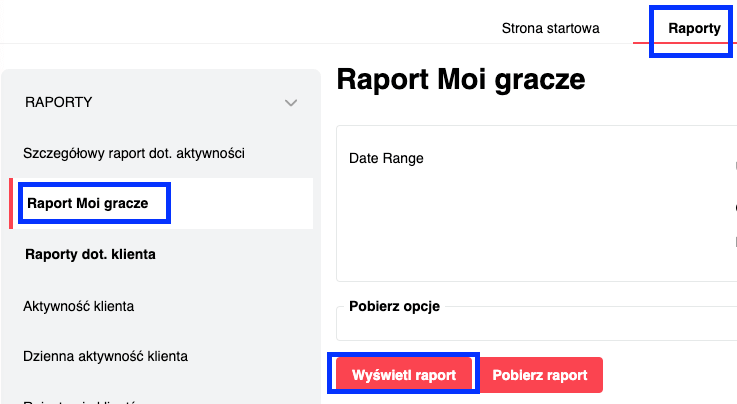 Strona startowa
Raporty
RAPORTY
Szczegółowy raport dot. aktywności
Raport Moi gracze
Raporty dot. klienta
Aktywność klienta
Dzienna aktywność klienta
Raport Moi gracze
Date Range
Pobierz opcje
Wyświetl raport
Pobierz raport